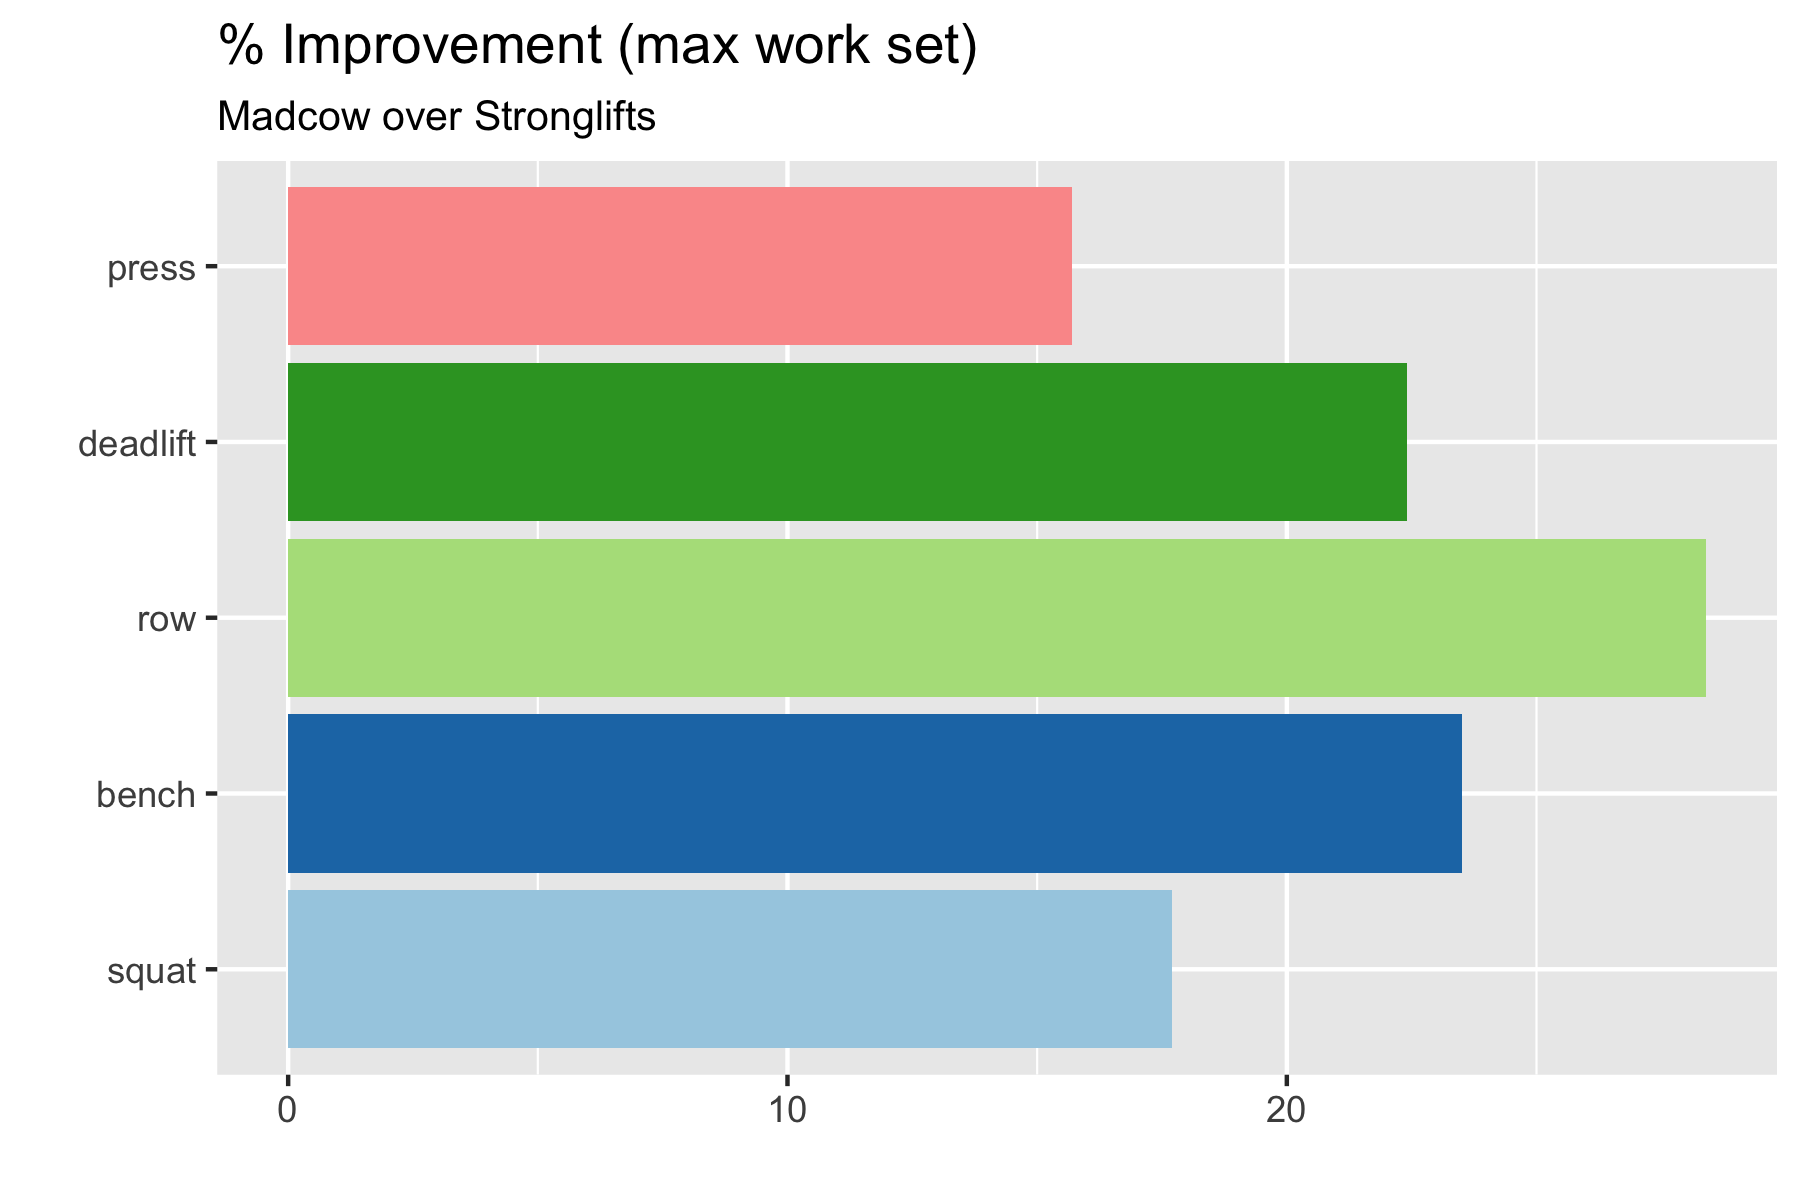 % Improvement (max work set)
Madcow over Stronglifts
press
deadlift
row
bench
squat
0 10 20